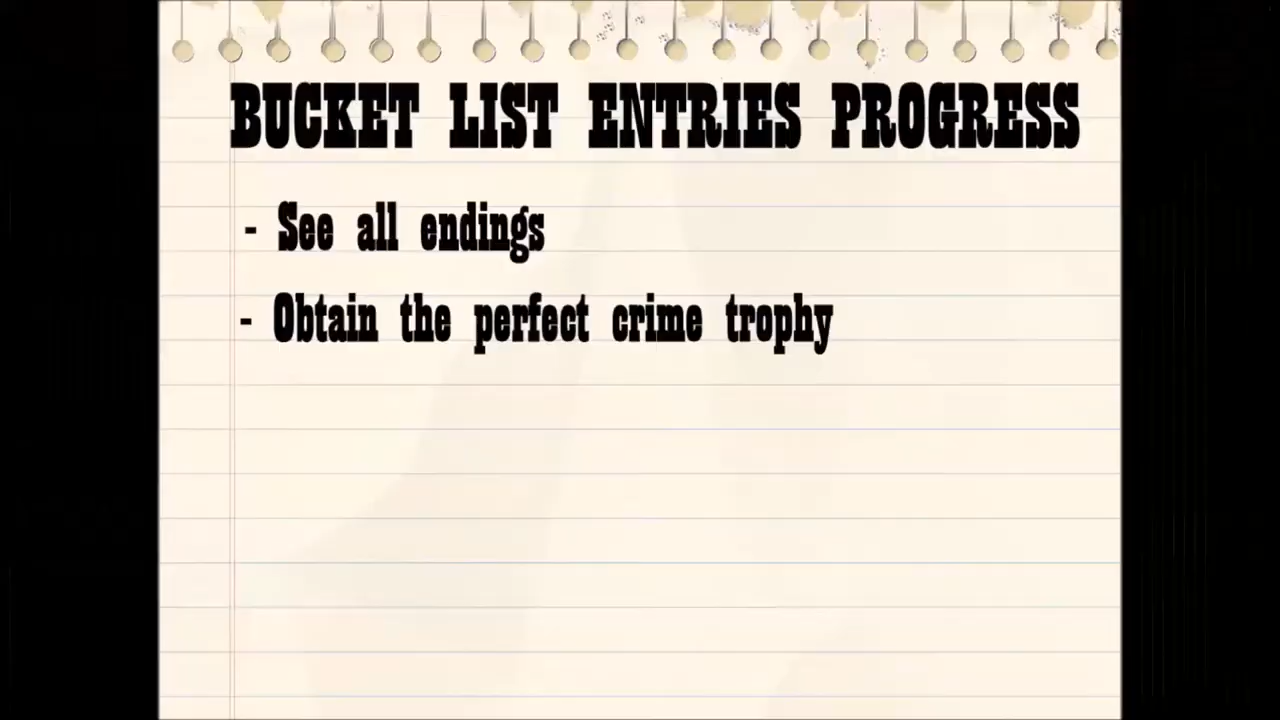 BUCKET LIST ENTRIES PROGRESS
- See all endings
- Obtain the perfect crime trophy